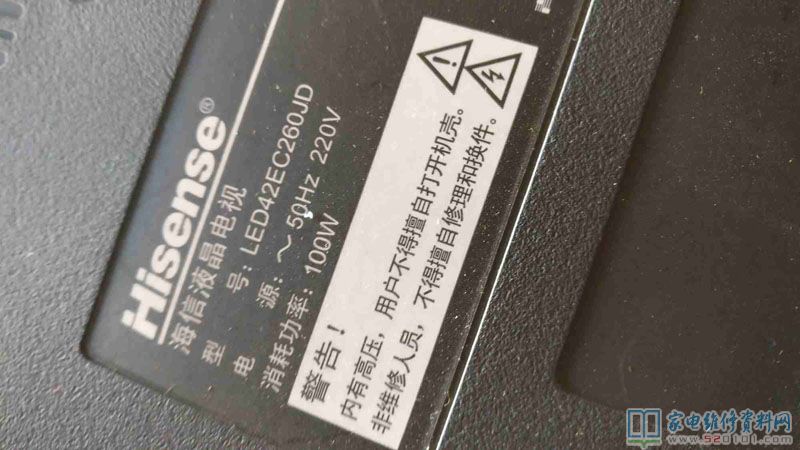 Hisense®
海信液晶电视
型 号: LED42EC260JD
电 源: ~ 50Hz 220V
消耗功率: 100W
警告!
内有高压，用户不得擅自打开机壳。
非维修人员，不得擅自修理和换件。
家电维修资料网
www.520101.com